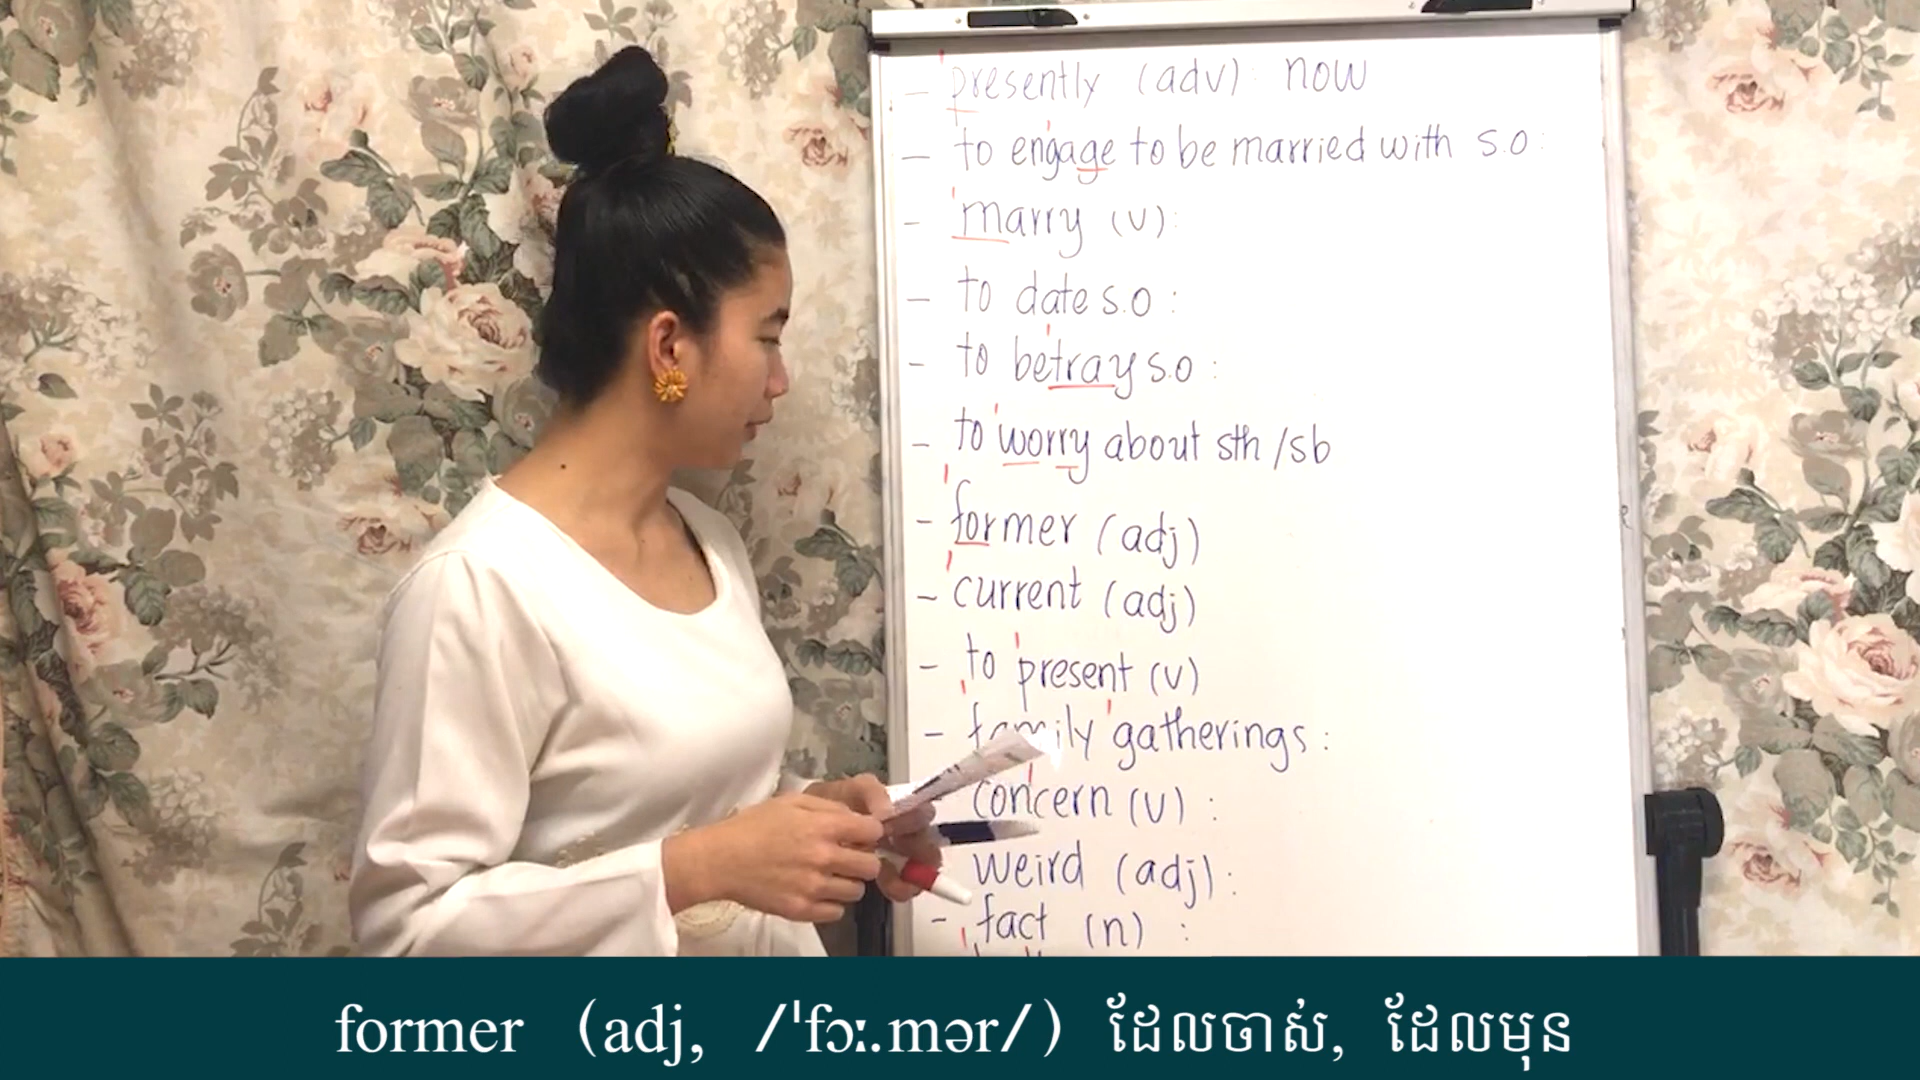 - presently (adv): now
- to engage to be married with s.o:
- marry (v):
- to date s.o:
- to betray s.o:
- to worry about sth/sb
- former (adj)
- current (adj)
- to present (v)
- family gatherings:
concern (v):
weird (adj):
- fact (n):
former (adj, /ˈfɔː.mər/) ដែលចាស់, ដែលមុន